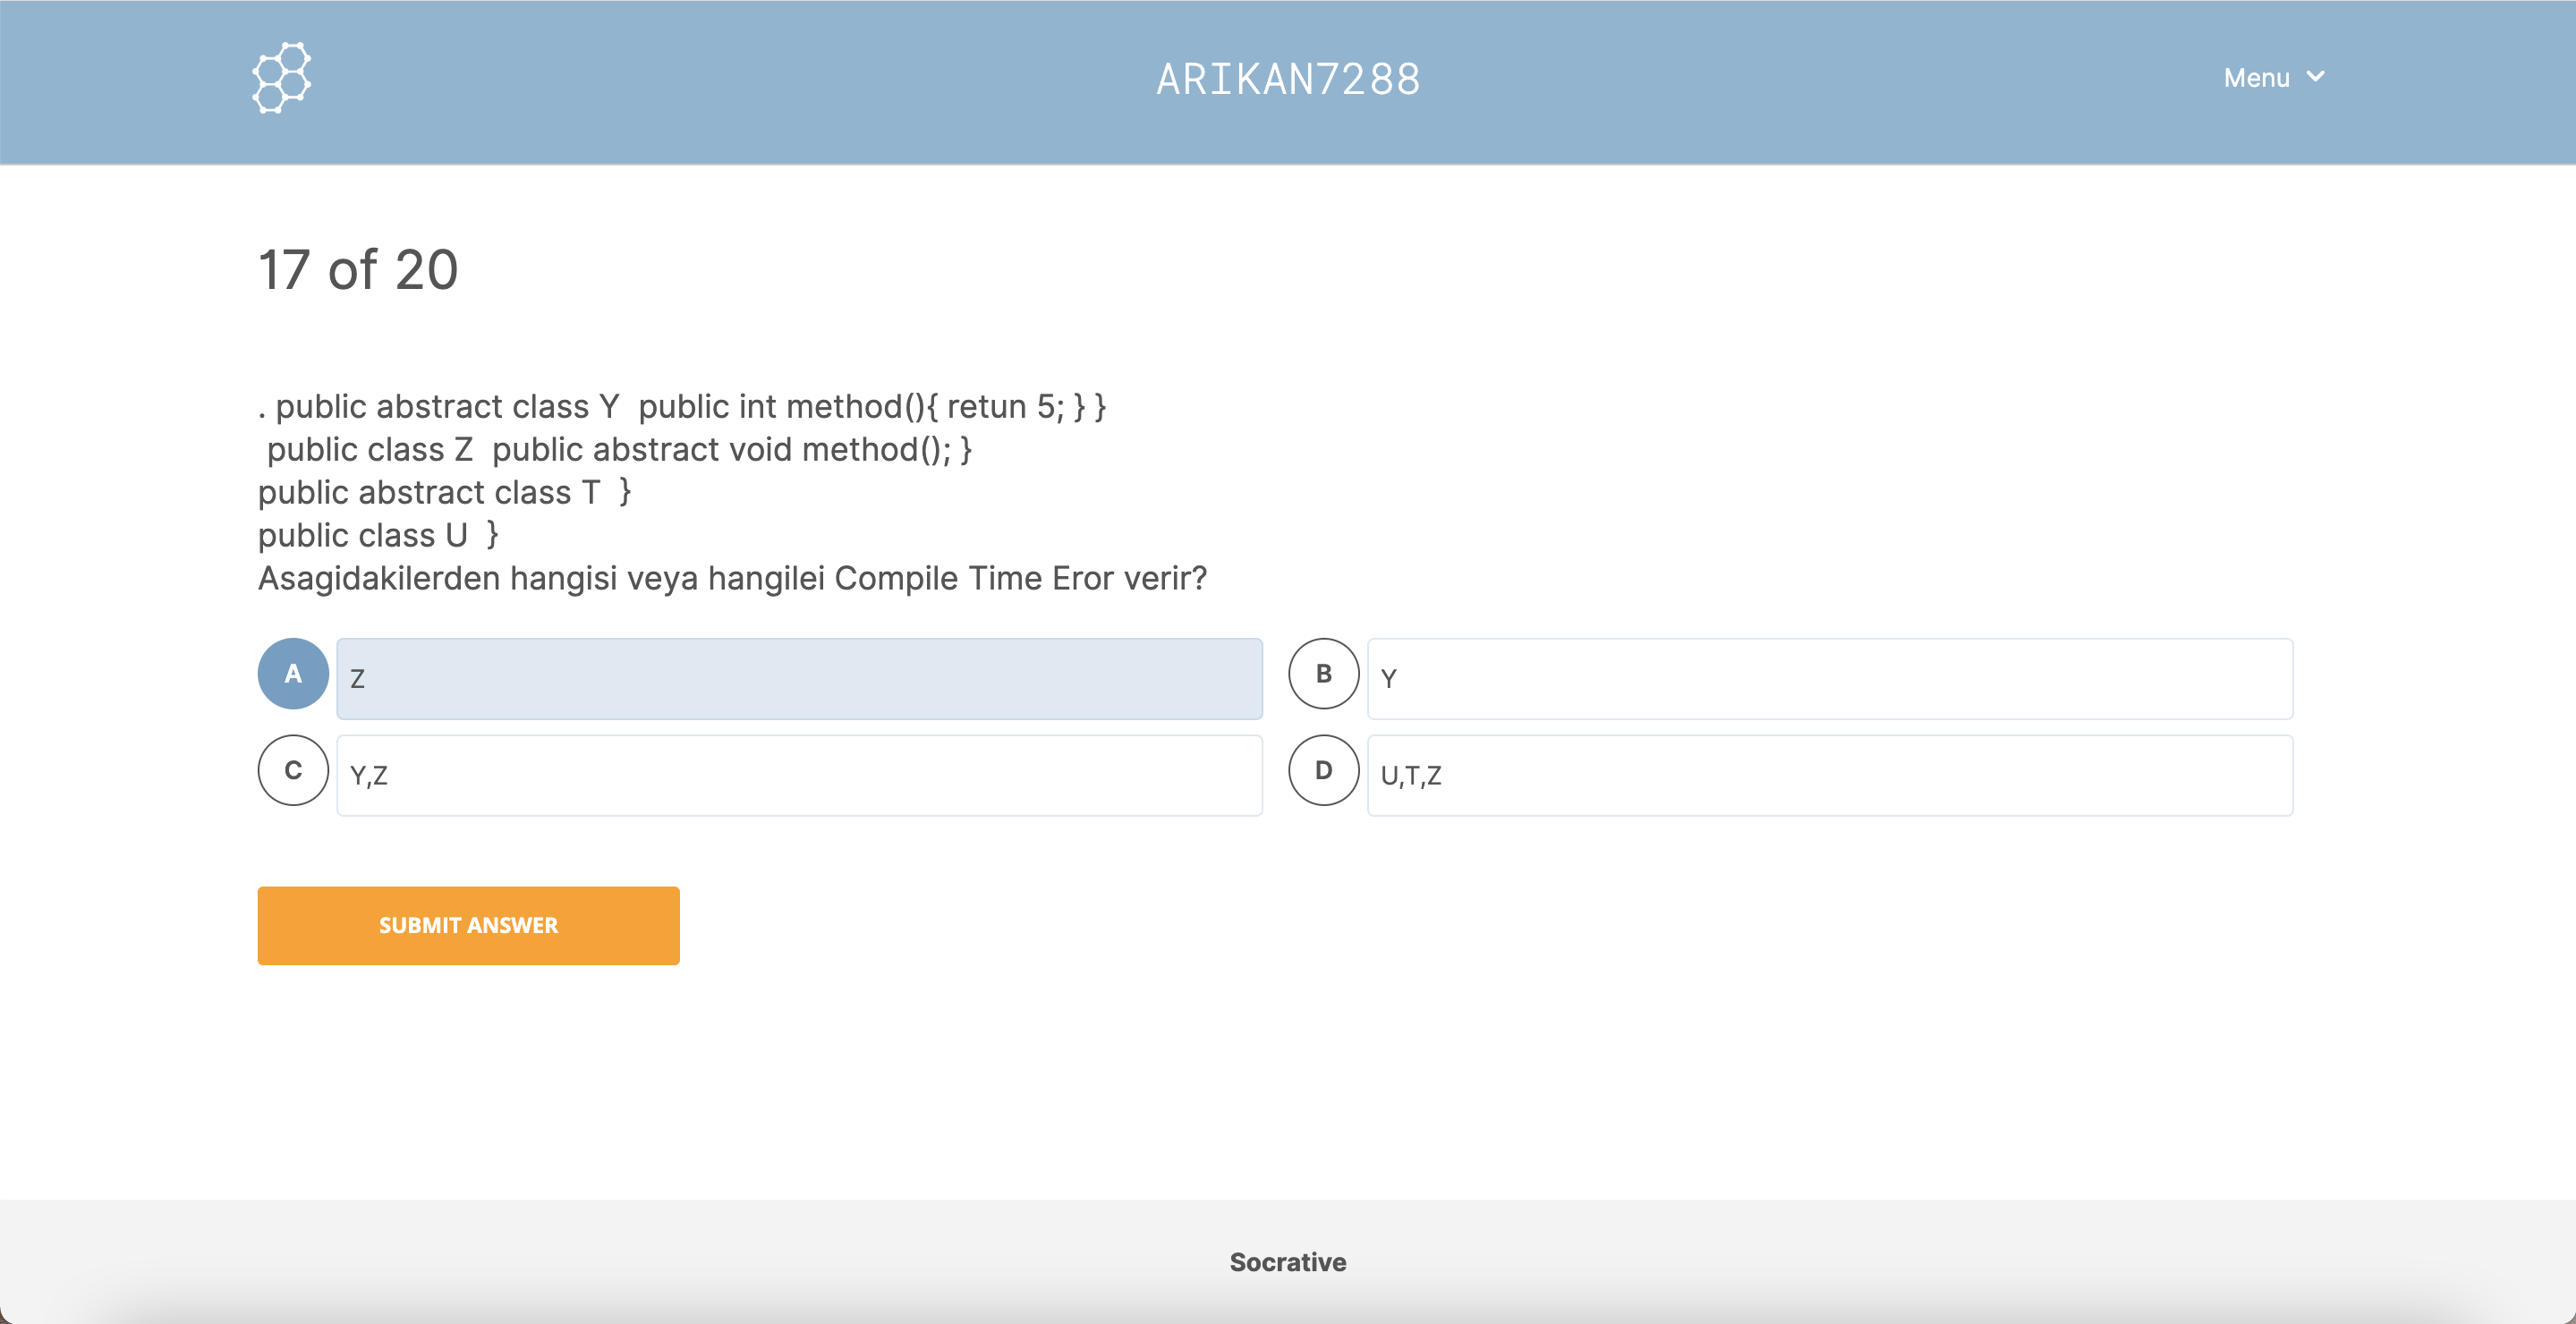 ARIKAN7288
Menu
17 of 20
. public abstract class Y  public int method(){ retun 5; } }
public class Z  public abstract void method(); }
public abstract class T  }
public class U  }
Asagidakilerden hangisi veya hangilei Compile Time Eror verir?
A Z
B Y
C Y,Z
D U,T,Z
SUBMIT ANSWER
Socrative